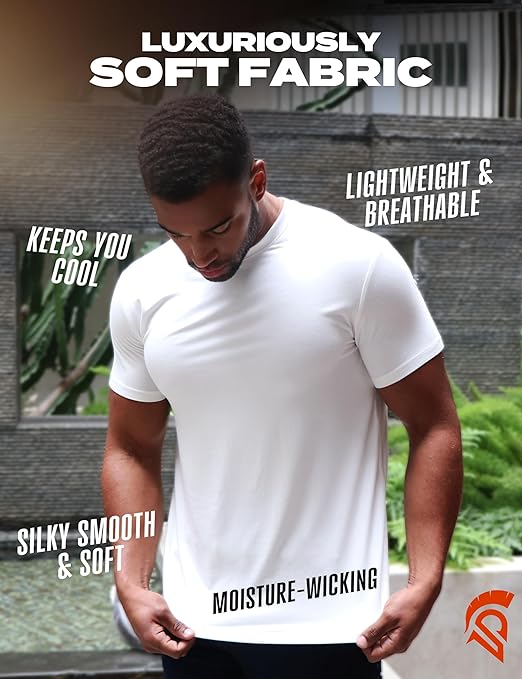 LUXURIOUSLY
SOFT FABRIC
LIGHTWEIGHT &
BREATHABLE
KEEPS YOU
COOL
SILKY SMOOTH
& SOFT
MOISTURE-WICKING